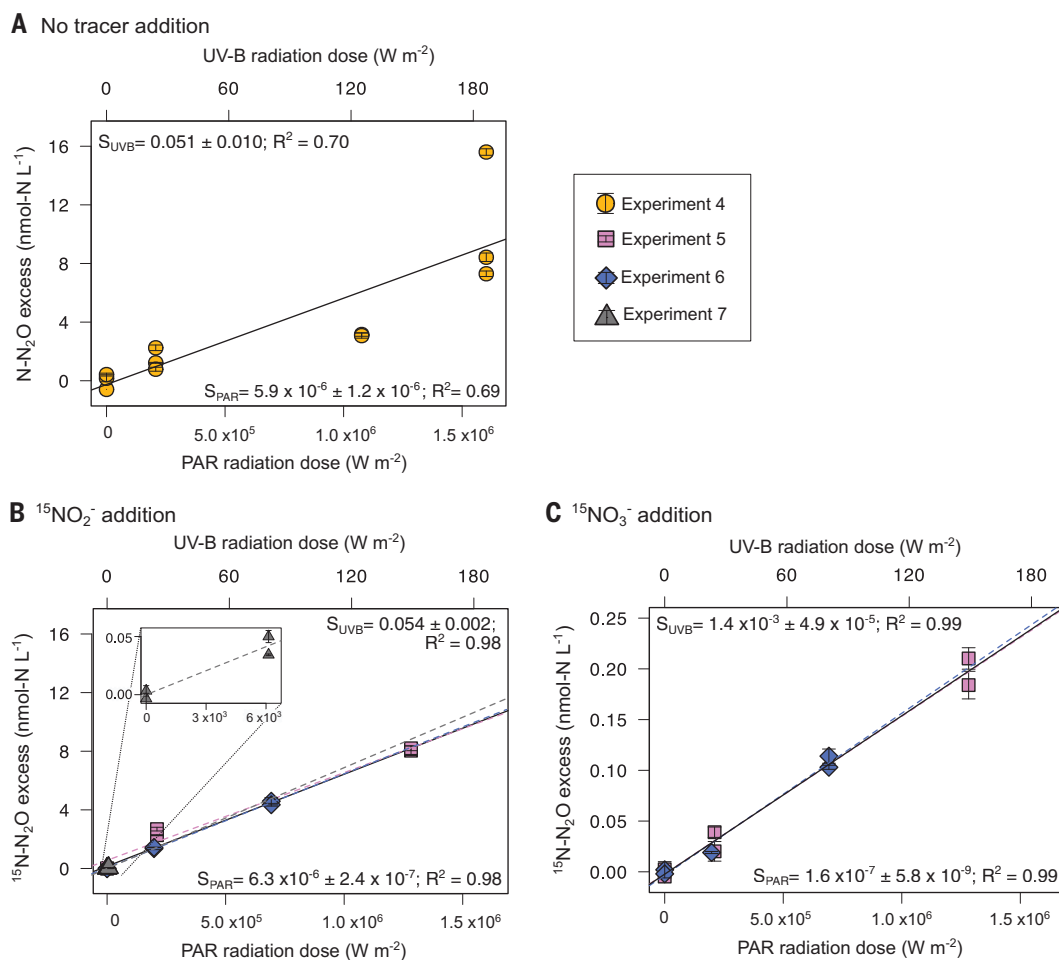 A No tracer addition
UV-B radiation dose (W m⁻²)
0 60 120 180
N-N₂O excess (nmol-N L⁻¹)
16
12
8
4
0
S_UVB= 0.051 ± 0.010; R² = 0.70
S_PAR= 5.9 x 10⁻⁶ ± 1.2 x 10⁻⁶; R²= 0.69
0 5.0 x10⁵ 1.0 x10⁶ 1.5 x10⁶
PAR radiation dose (W m⁻²)
Experiment 4
Experiment 5
Experiment 6
Experiment 7
B ¹⁵NO₂⁻ addition
UV-B radiation dose (W m⁻²)
0 60 120 180
¹⁵N-N₂O excess (nmol-N L⁻¹)
16
12
8
4
0
S_UVB= 0.054 ± 0.002;
R² = 0.98
0.05
0.00
0 3 x10³ 6 x10³
S_PAR= 6.3 x10⁻⁶ ± 2.4 x 10⁻⁷; R² = 0.98
0 5.0 x10⁵ 1.0 x10⁶ 1.5 x10⁶
PAR radiation dose (W m⁻²)
C ¹⁵NO₃⁻ addition
UV-B radiation dose (W m⁻²)
0 60 120 180
¹⁵N-N₂O excess (nmol-N L⁻¹)
0.25
0.20
0.15
0.10
0.05
0.00
S_UVB= 1.4 x10⁻³ ± 4.9 x 10⁻⁵; R² = 0.99
S_PAR= 1.6 x10⁻⁷ ± 5.8 x 10⁻⁹; R² = 0.99
0 5.0 x10⁵ 1.0 x10⁶ 1.5 x10⁶
PAR radiation dose (W m⁻²)